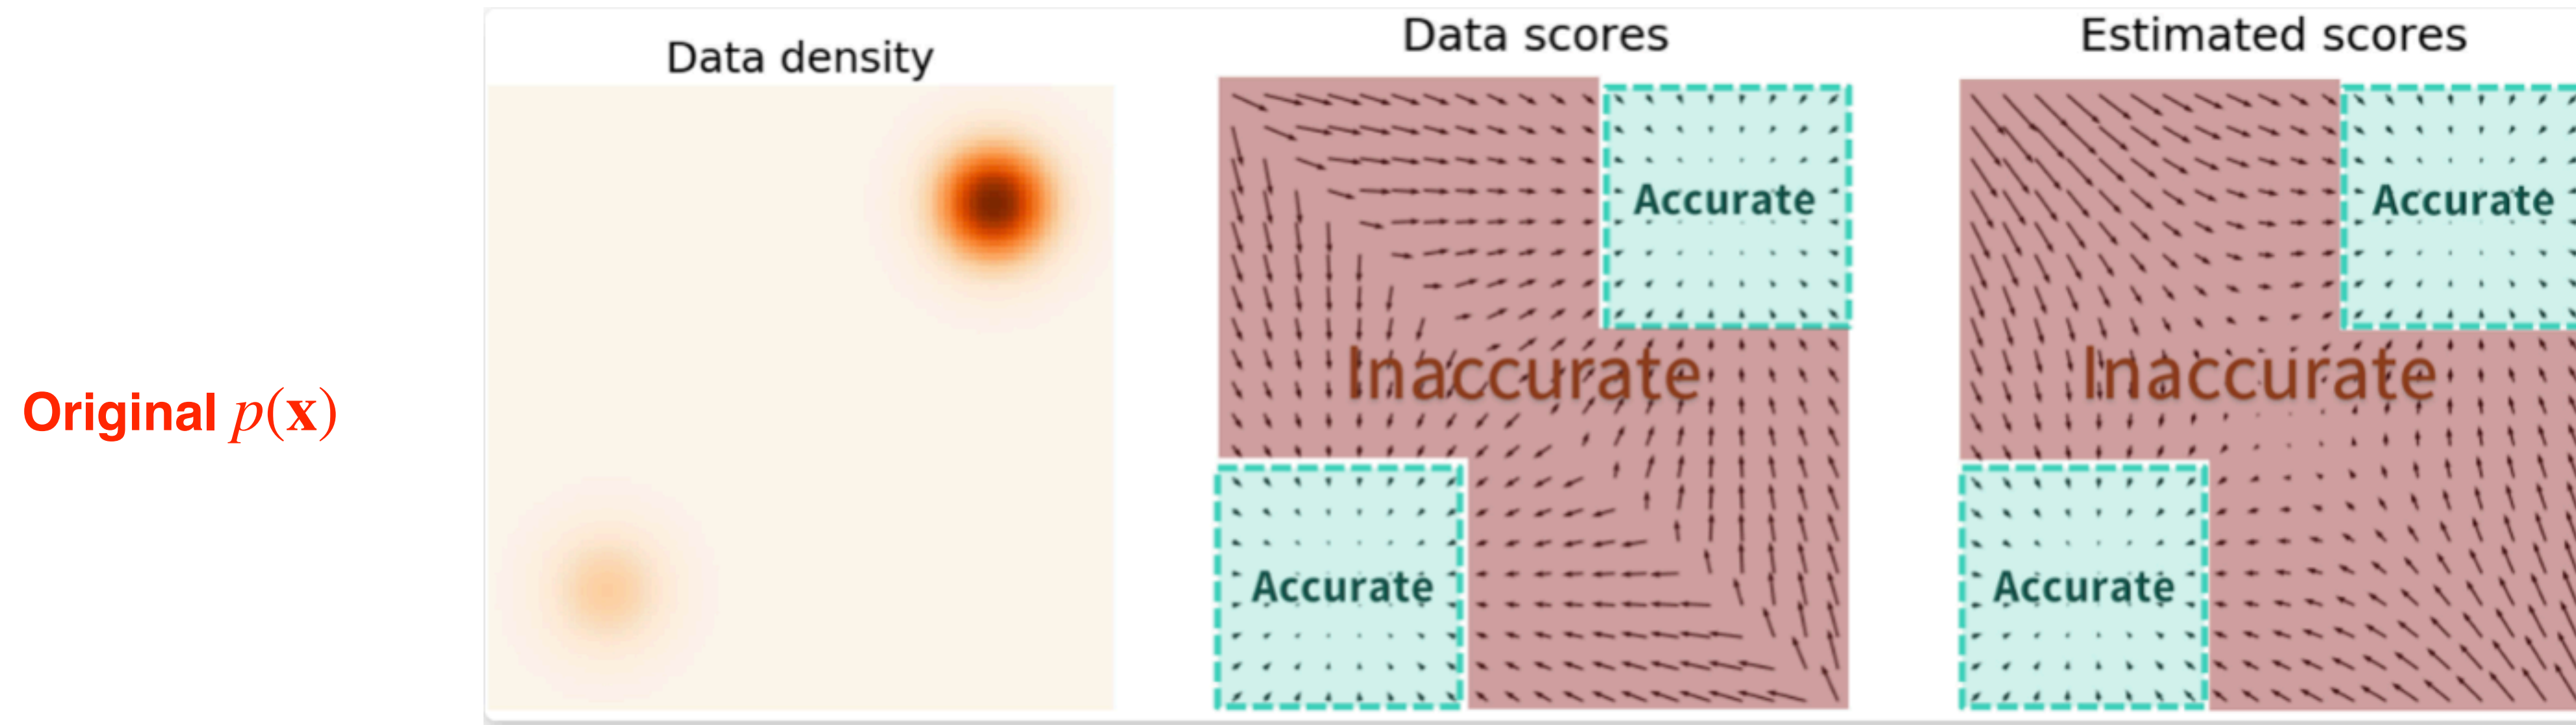 Data density
Data scores
Estimated scores
Accurate
Accurate
Inaccurate
Inaccurate
Original p(x)
Accurate
Accurate